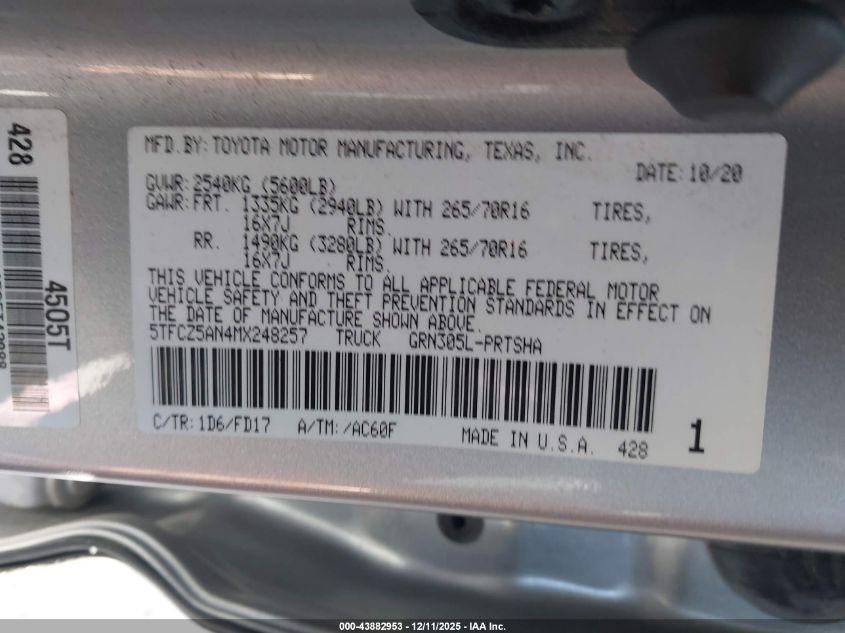 MFD.BY: TOYOTA MOTOR MANUFACTURING, TEXAS, INC.
DATE: 10/20
GVWR: 2540KG (5600LB)
GAWR: FRT. 1335KG (2940LB) WITH 265/70R16 TIRES,
16X7J RIMS.
RR. 1490KG (3280LB) WITH 265/70R16 TIRES,
16X7J RIMS.
THIS VEHICLE CONFORMS TO ALL APPLICABLE FEDERAL MOTOR
VEHICLE SAFETY AND THEFT PREVENTION STANDARDS IN EFFECT ON
THE DATE OF MANUFACTURE SHOWN ABOVE.
5TFCZ5AN4MX248257 TRUCK GRN305L-PRTSHA
C/TR: 1D6/FD17 A/TM: /AC60F MADE IN U.S.A. 428 1
428
4505T
000-43882953 - 12/11/2025 - IAA Inc.